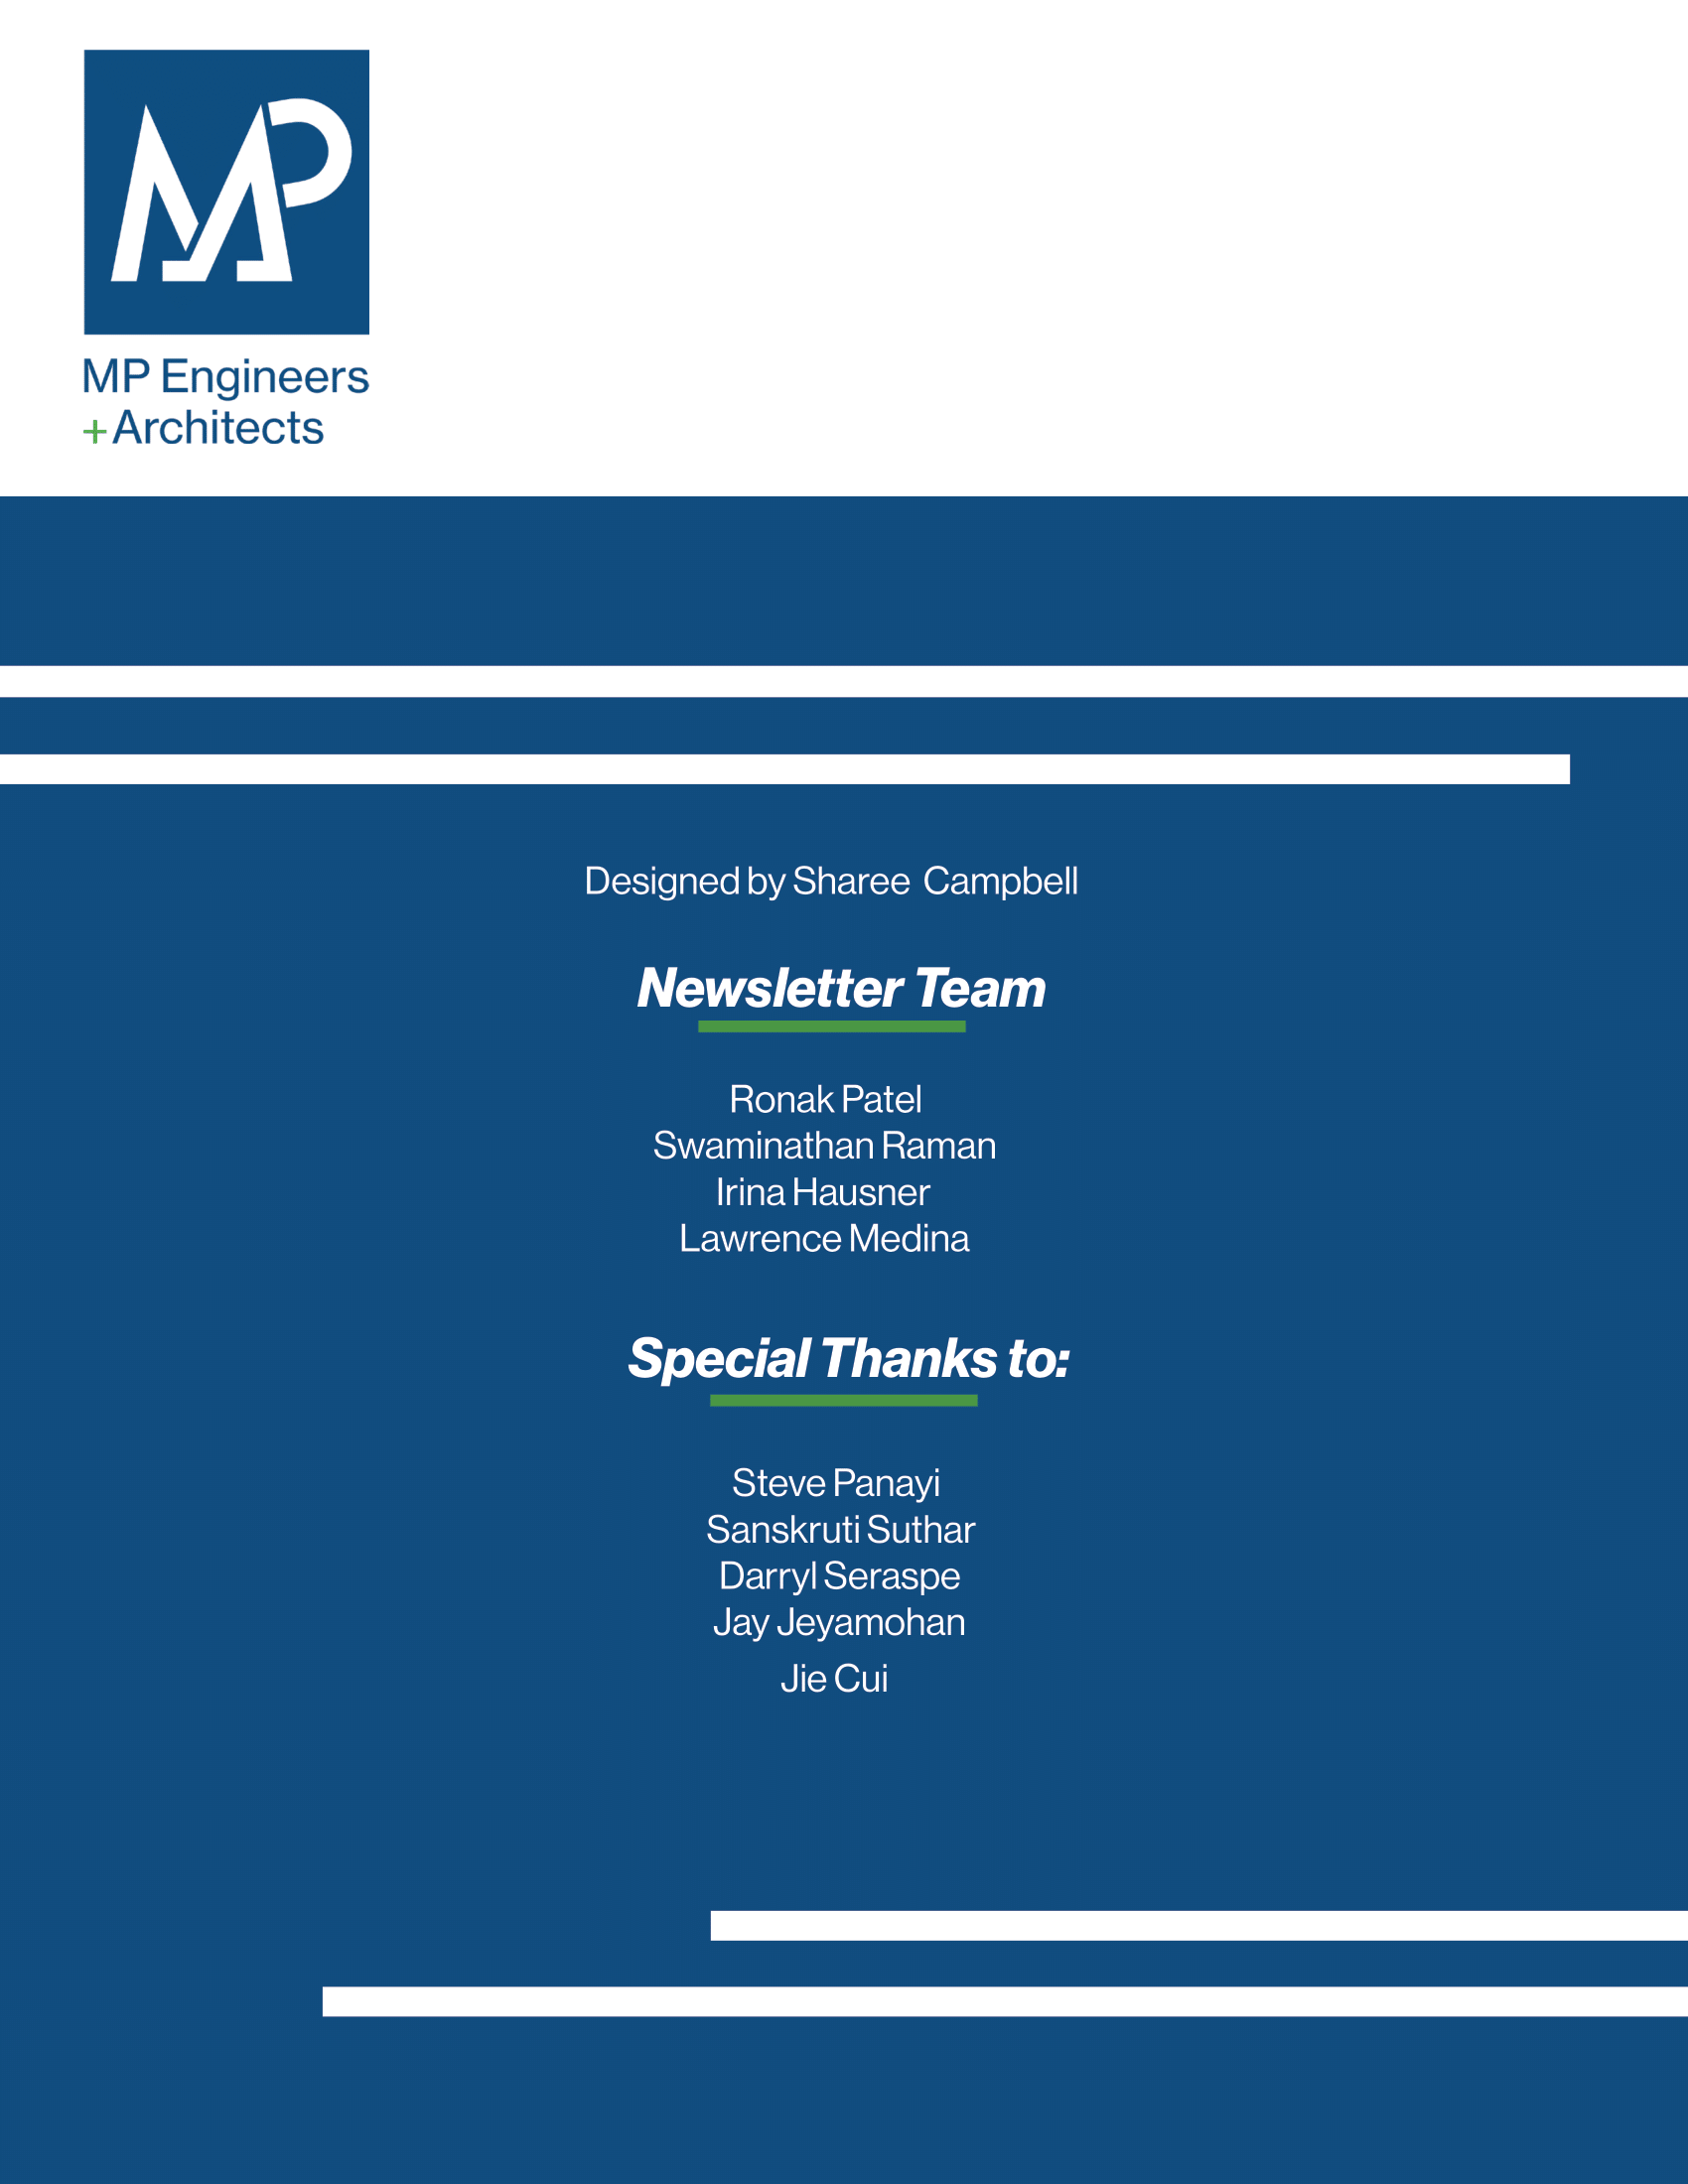 MP
MP Engineers
+Architects
Designed by Sharee Campbell
Newsletter Team
Ronak Patel
Swaminathan Raman
Irina Hausner
Lawrence Medina
Special Thanks to:
Steve Panayi
Sanskruti Suthar
Darryl Seraspe
Jay Jeyamohan
Jie Cui